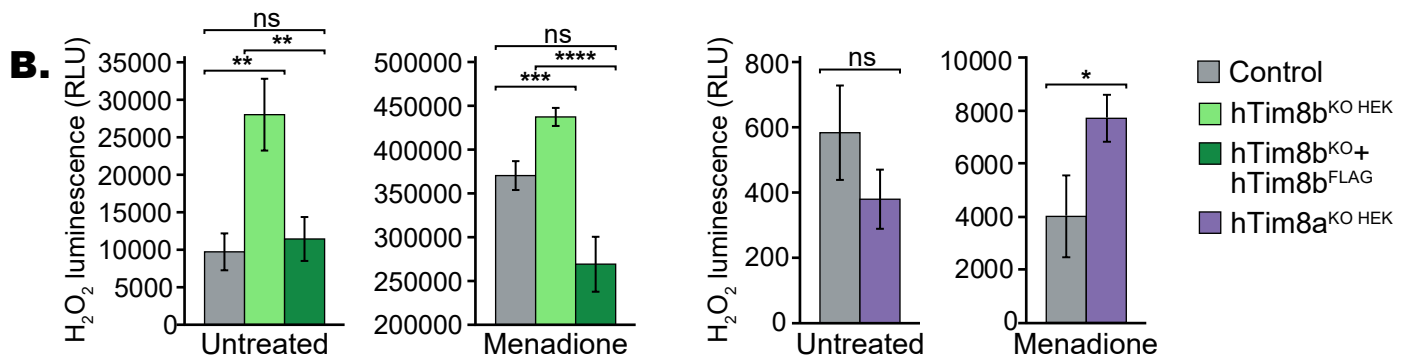 B.
H2O2 luminescence (RLU)
35000
30000
25000
20000
15000
10000
5000
0
ns
**
**
Untreated
500000
450000
400000
350000
300000
250000
200000
ns
****
***
Menadione
H2O2 luminescence (RLU)
800
600
400
200
0
ns
Untreated
10000
8000
6000
4000
2000
0
*
Menadione
Control
hTim8bKO HEK
hTim8bKO+
hTim8bFLAG
hTim8aKO HEK